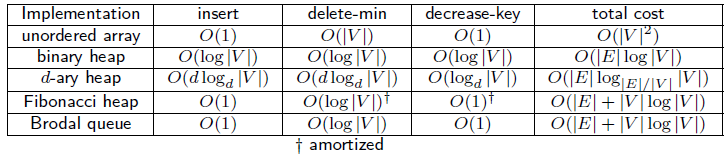 Implementation insert delete-min decrease-key total cost
unordered array O(1) O(|V|) O(1) O(|V|²)
binary heap O(log |V|) O(log |V|) O(log |V|) O(|E| log |V|)
d-ary heap O(d log_d |V|) O(d log_d |V|) O(log_d |V|) O(|E| log_{|E|/|V|} |V|)
Fibonacci heap O(1) O(log |V|)† O(1)† O(|E| + |V| log |V|)
Brodal queue O(1) O(log |V|) O(1) O(|E| + |V| log |V|)
† amortized